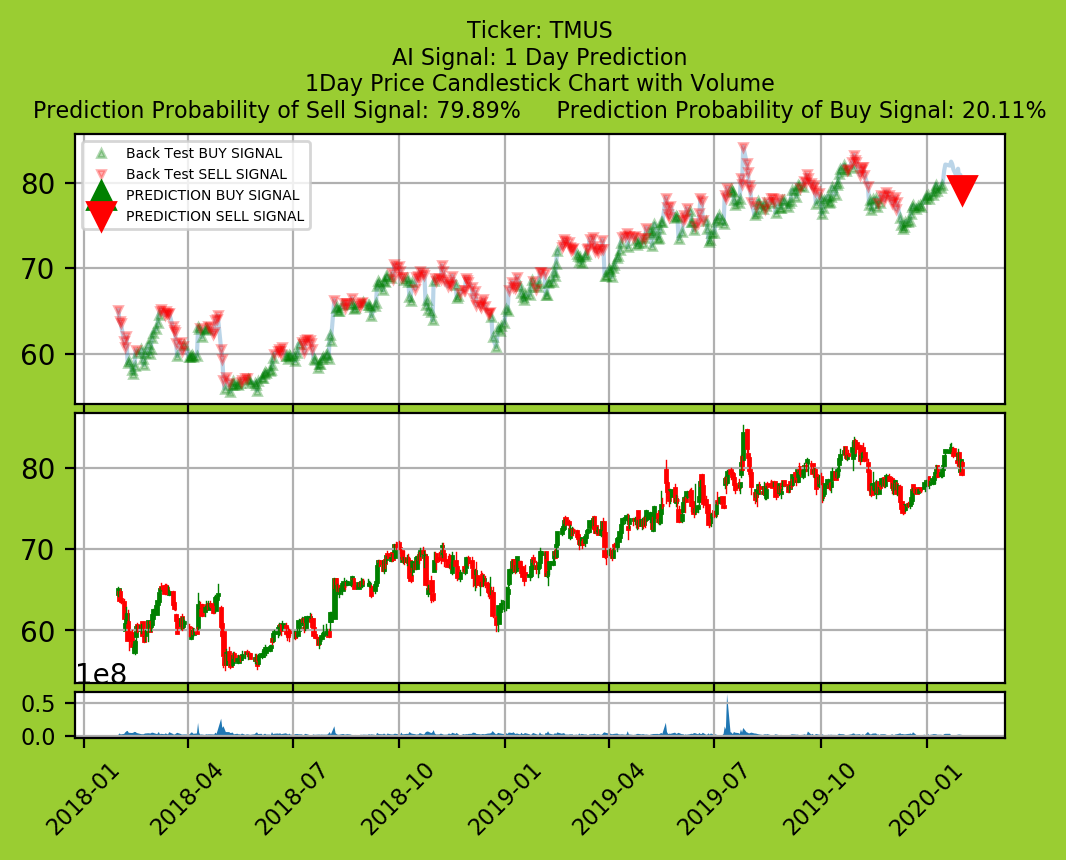 Ticker: TMUS
AI Signal: 1 Day Prediction
1Day Price Candlestick Chart with Volume
Prediction Probability of Sell Signal: 79.89% Prediction Probability of Buy Signal: 20.11%
Back Test BUY SIGNAL
Back Test SELL SIGNAL
PREDICTION BUY SIGNAL
PREDICTION SELL SIGNAL
80
70
60
80
70
60
1e8
0.5
0.0
2018-01
2018-04
2018-07
2018-10
2019-01
2019-04
2019-07
2019-10
2020-01